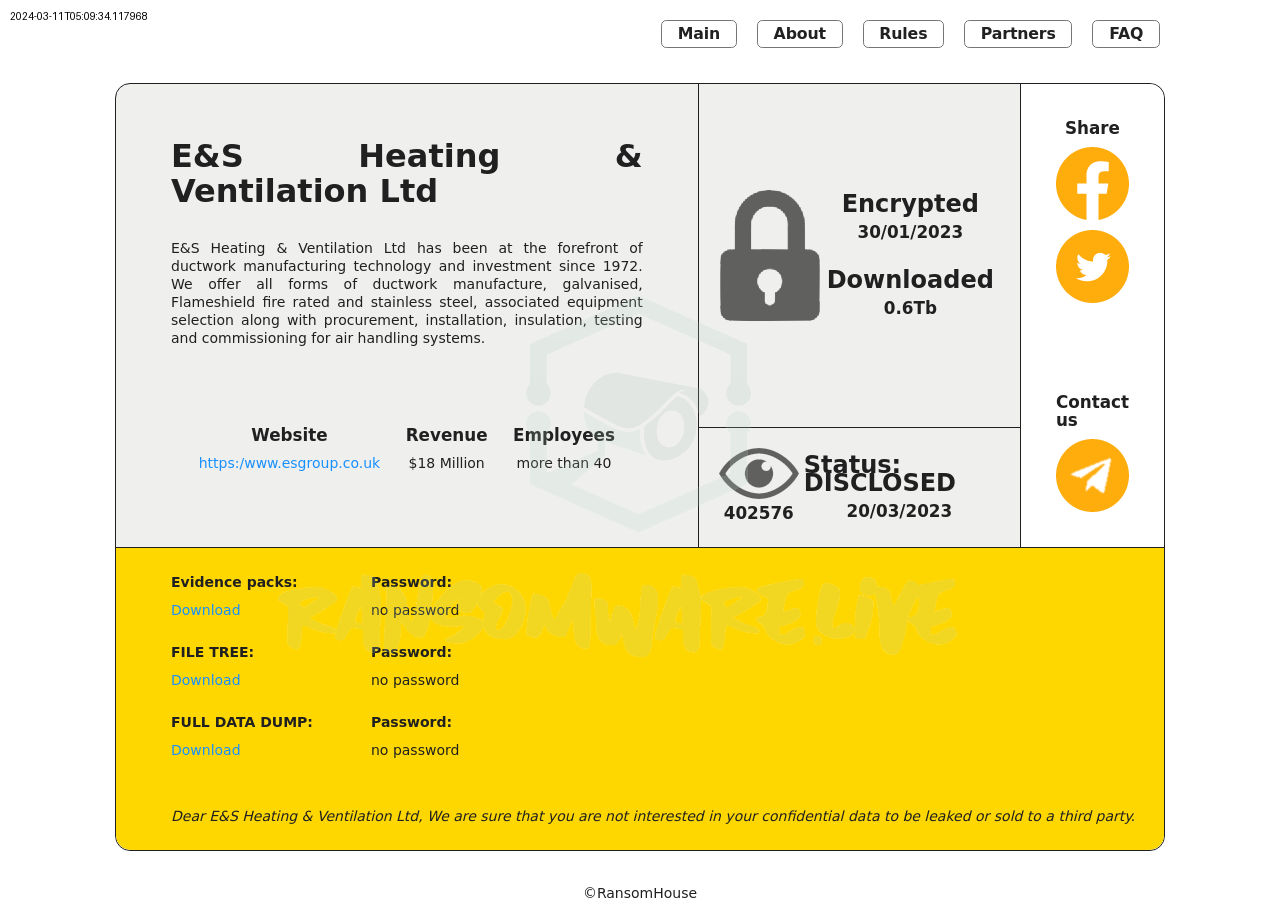 2024-03-11T05:09:34.117968
Main
About
Rules
Partners
FAQ
E&S Heating &
Ventilation Ltd
E&S Heating & Ventilation Ltd has been at the forefront of
ductwork manufacturing technology and investment since 1972.
We offer all forms of ductwork manufacture, galvanised,
Flameshield fire rated and stainless steel, associated equipment
selection along with procurement, installation, insulation, testing
and commissioning for air handling systems.
Website
Revenue
Employees
https:/www.esgroup.co.uk
$18 Million
more than 40
Encrypted
30/01/2023
Downloaded
0.6Tb
Status:
DISCLOSED
402576
20/03/2023
Share
Contact
us
Evidence packs:
Password:
Download
no password
FILE TREE:
Password:
Download
no password
FULL DATA DUMP:
Password:
Download
no password
RANSOMWARE.LIVE
Dear E&S Heating & Ventilation Ltd, We are sure that you are not interested in your confidential data to be leaked or sold to a third party.
©RansomHouse